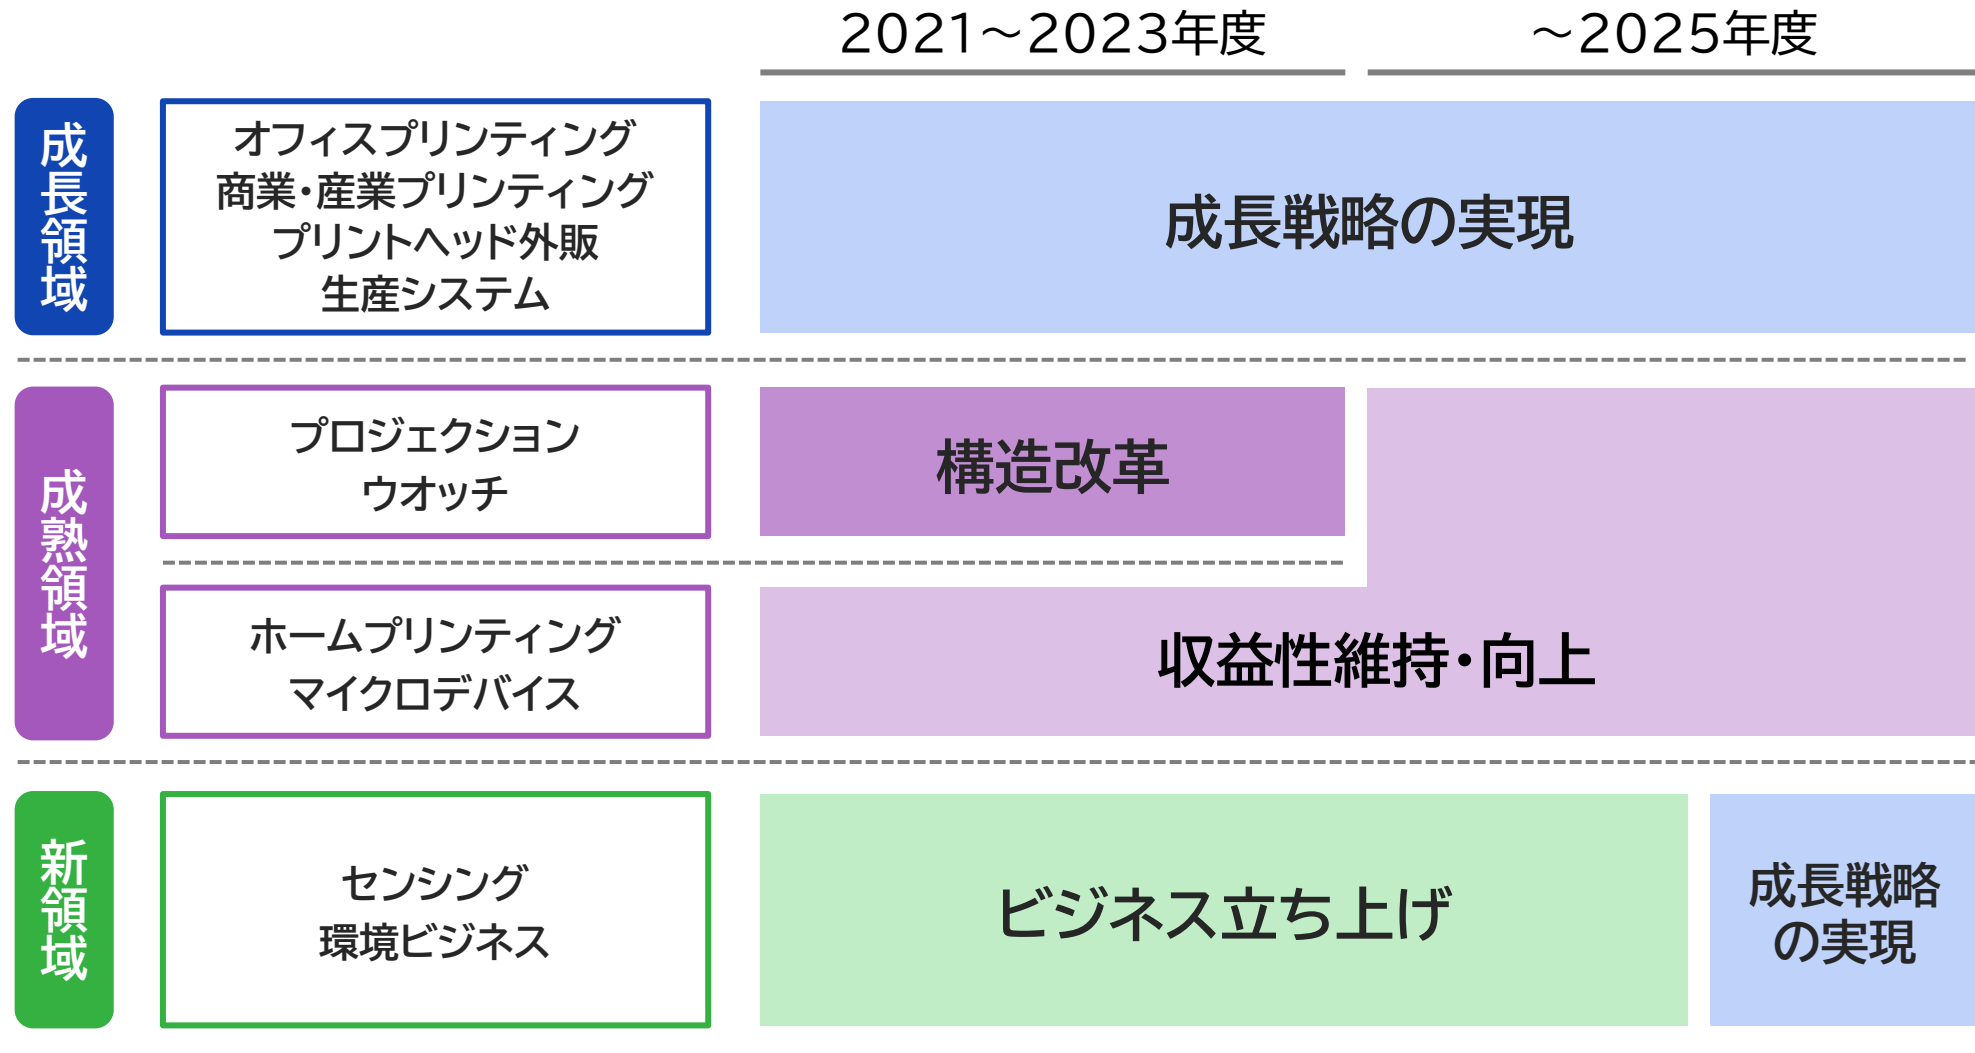 2021～2023年度
～2025年度
成長領域
オフィスプリンティング
商業・産業プリンティング
プリントヘッド外販
生産システム
成長戦略の実現
成熟領域
プロジェクション
ウオッチ
構造改革
ホームプリンティング
マイクロデバイス
収益性維持・向上
新領域
センシング
環境ビジネス
ビジネス立ち上げ
成長戦略
の実現